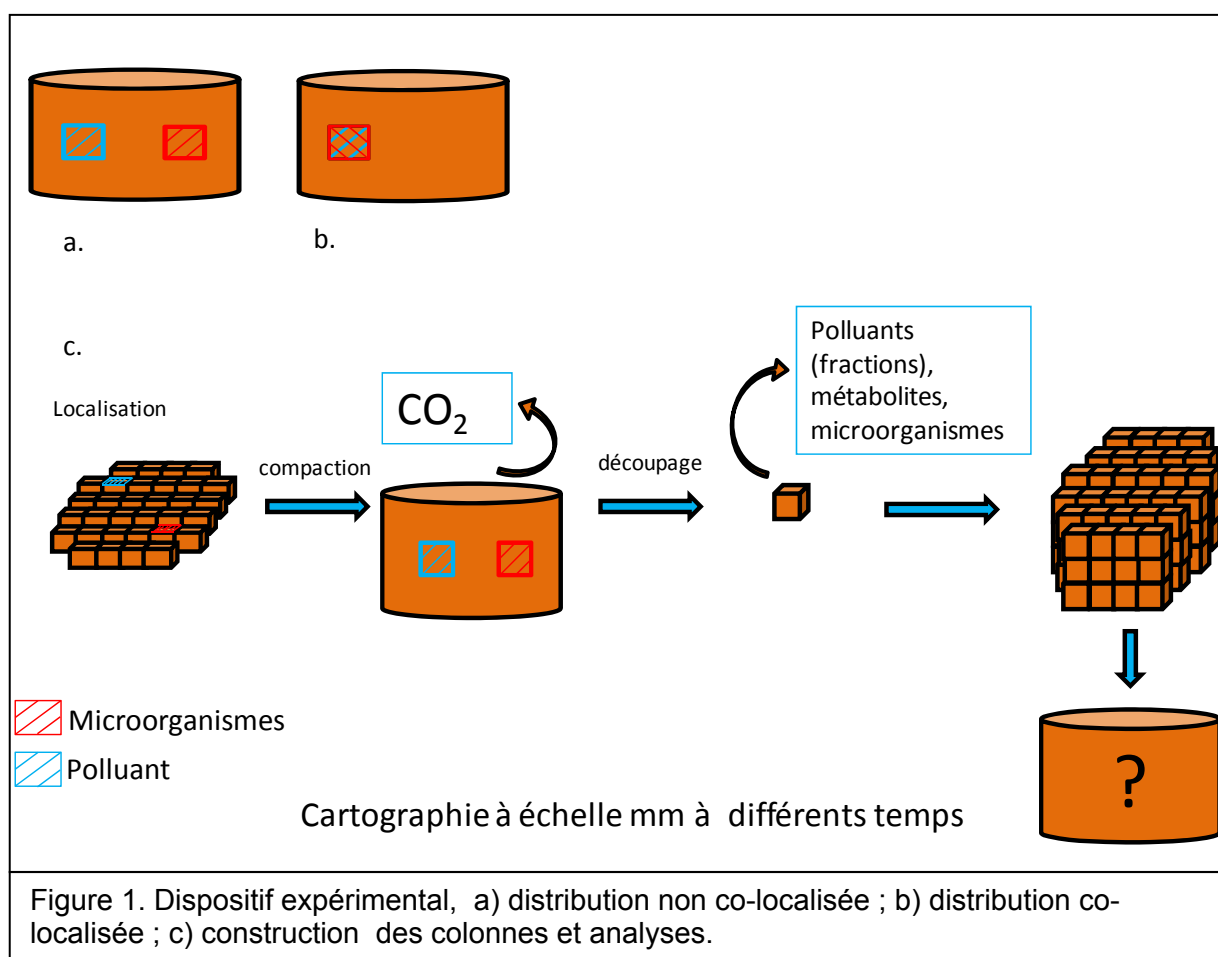 a.
b.
c.
Localisation
compaction
CO₂
découpage
Polluants
(fractions),
métabolites,
microorganismes
Microorganismes
Polluant
?
Cartographie à échelle mm à différents temps
Figure 1. Dispositif expérimental, a) distribution non co-localisée ; b) distribution co-
localisée ; c) construction des colonnes et analyses.